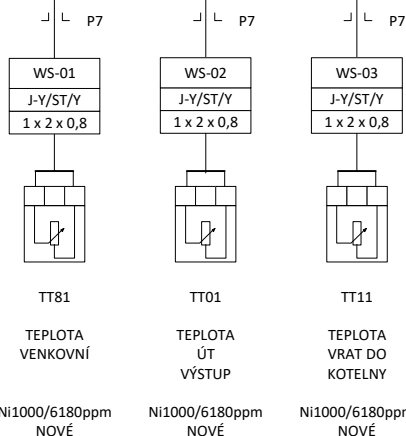 P7
P7
P7
WS-01
J-Y/ST/Y
1 x 2 x 0,8
WS-02
J-Y/ST/Y
1 x 2 x 0,8
WS-03
J-Y/ST/Y
1 x 2 x 0,8
TT81
TEPLOTA
VENKOVNÍ
Ni1000/6180ppm
NOVÉ
TT01
TEPLOTA
ÚT
VÝSTUP
Ni1000/6180ppm
NOVÉ
TT11
TEPLOTA
VRAT DO
KOTELNY
Ni1000/6180ppr
NOVÉ